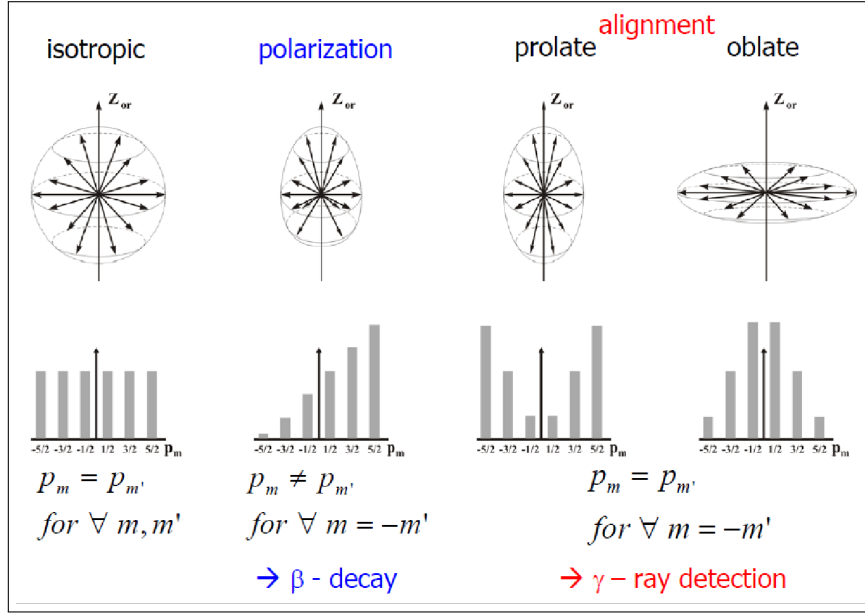 alignment
isotropic polarization prolate oblate
Z_or Z_or Z_or Z_or
-5/2 -3/2 -1/2 1/2 3/2 5/2 p_m
-5/2 -3/2 -1/2 1/2 3/2 5/2 p_m
-5/2 -3/2 -1/2 1/2 3/2 5/2 p_m
-5/2 -3/2 -1/2 1/2 3/2 5/2 p_m
p_m = p_m'
for ∀ m, m'
p_m ≠ p_m'
for ∀ m = -m'
→ β - decay
p_m = p_m'
for ∀ m = -m'
→ γ – ray detection